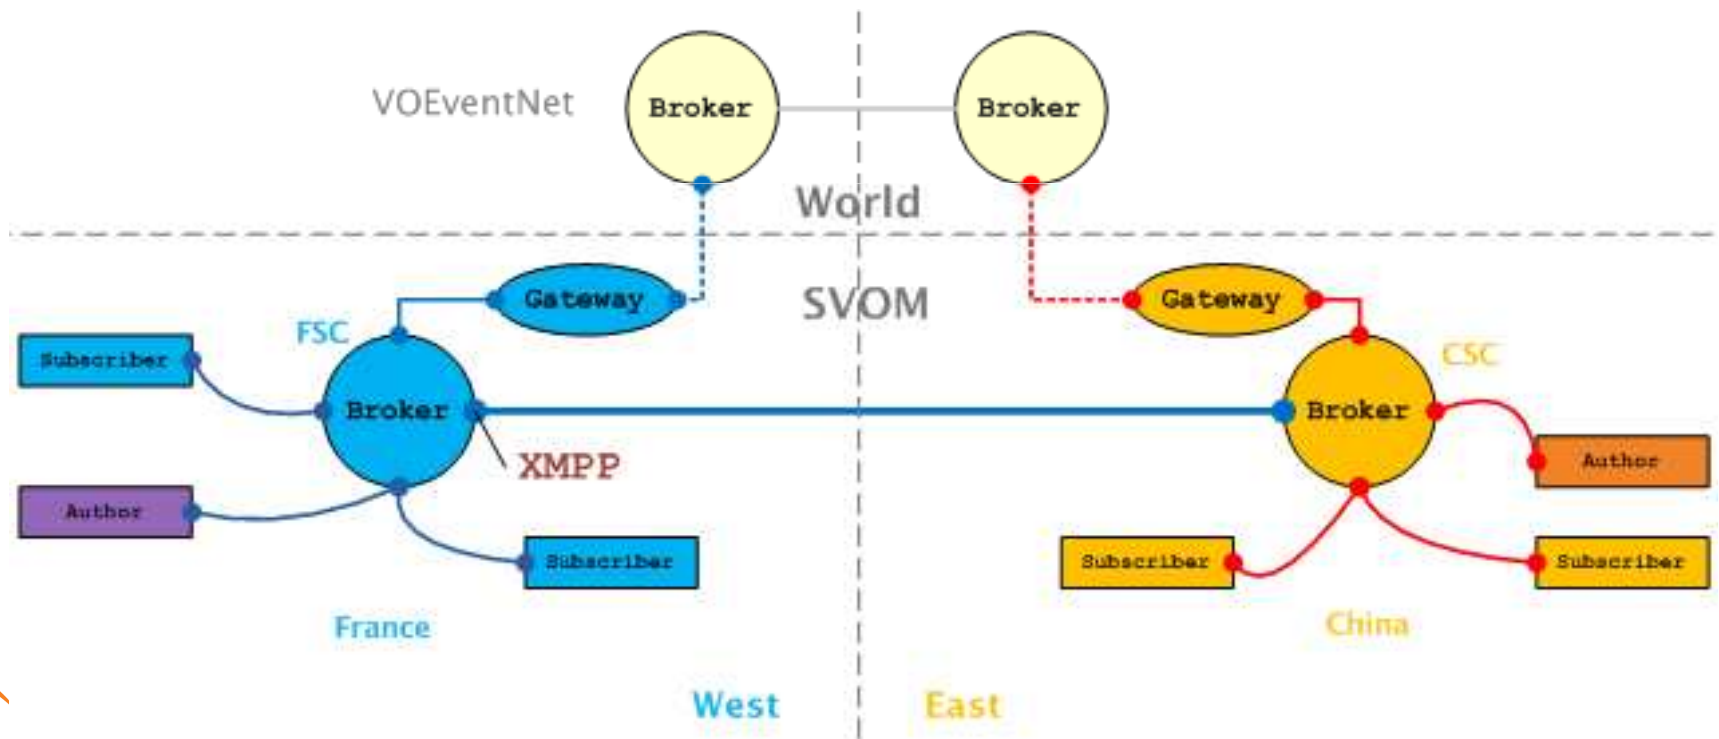 VOEventNet
Broker
Broker
World
Gateway
SVOM
Gateway
FSC
CSC
Subscriber
Broker
Broker
XMPP
Author
Author
Subscriber
Subscriber
Subscriber
France
China
West
East